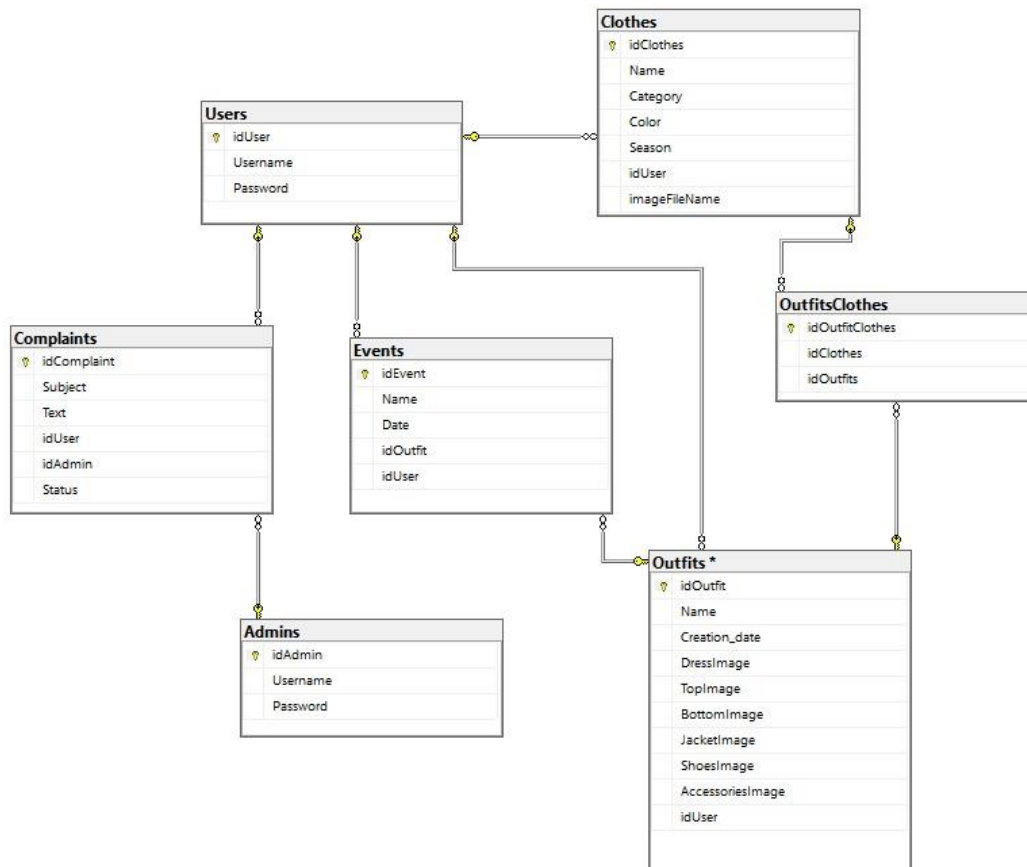 Clothes
idClothes
Name
Category
Color
Season
idUser
imageFileName
Users
idUser
Username
Password
OutfitsClothes
idOutfitClothes
idClothes
idOutfits
Complaints
idComplaint
Subject
Text
idUser
idAdmin
Status
Events
idEvent
Name
Date
idOutfit
idUser
Outfits *
idOutfit
Name
Creation_date
DressImage
TopImage
BottomImage
JacketImage
ShoesImage
AccessoriesImage
idUser
Admins
idAdmin
Username
Password